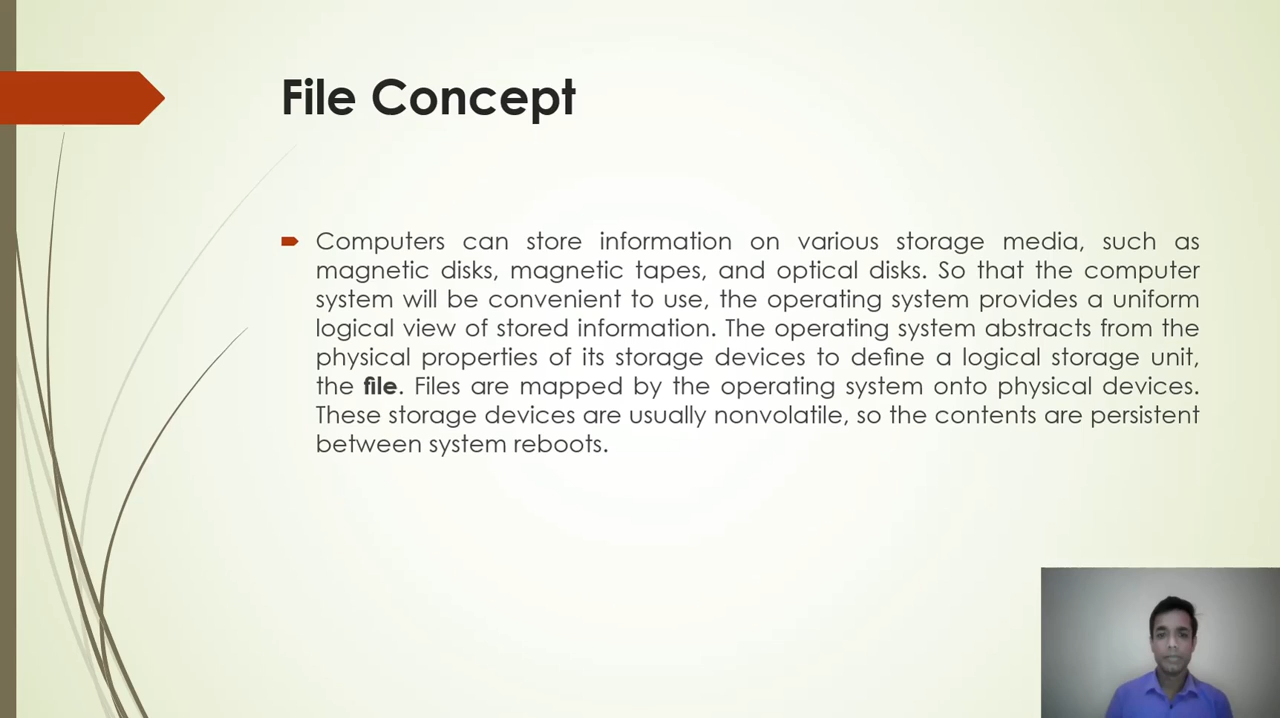 File Concept
Computers can store information on various storage media, such as
magnetic disks, magnetic tapes, and optical disks. So that the computer
system will be convenient to use, the operating system provides a uniform
logical view of stored information. The operating system abstracts from the
physical properties of its storage devices to define a logical storage unit,
the file. Files are mapped by the operating system onto physical devices.
These storage devices are usually nonvolatile, so the contents are persistent
between system reboots.